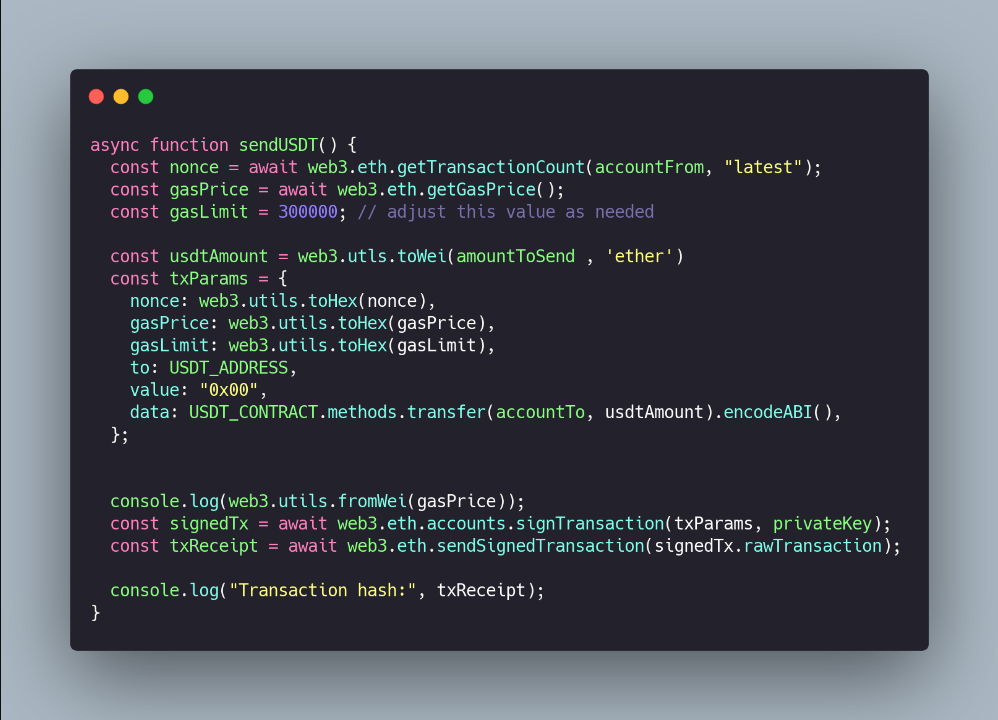 async function sendUSDT() {
  const nonce = await web3.eth.getTransactionCount(accountFrom, "latest");
  const gasPrice = await web3.eth.getGasPrice();
  const gasLimit = 300000; // adjust this value as needed
  const usdtAmount = web3.utls.toWei(amountToSend , 'ether')
  const txParams = {
    nonce: web3.utils.toHex(nonce),
    gasPrice: web3.utils.toHex(gasPrice),
    gasLimit: web3.utils.toHex(gasLimit),
    to: USDT_ADDRESS,
    value: "0x00",
    data: USDT_CONTRACT.methods.transfer(accountTo, usdtAmount).encodeABI(),
  };
  console.log(web3.utils.fromWei(gasPrice));
  const signedTx = await web3.eth.accounts.signTransaction(txParams, privateKey);
  const txReceipt = await web3.eth.sendSignedTransaction(signedTx.rawTransaction);
  console.log("Transaction hash:", txReceipt);
}